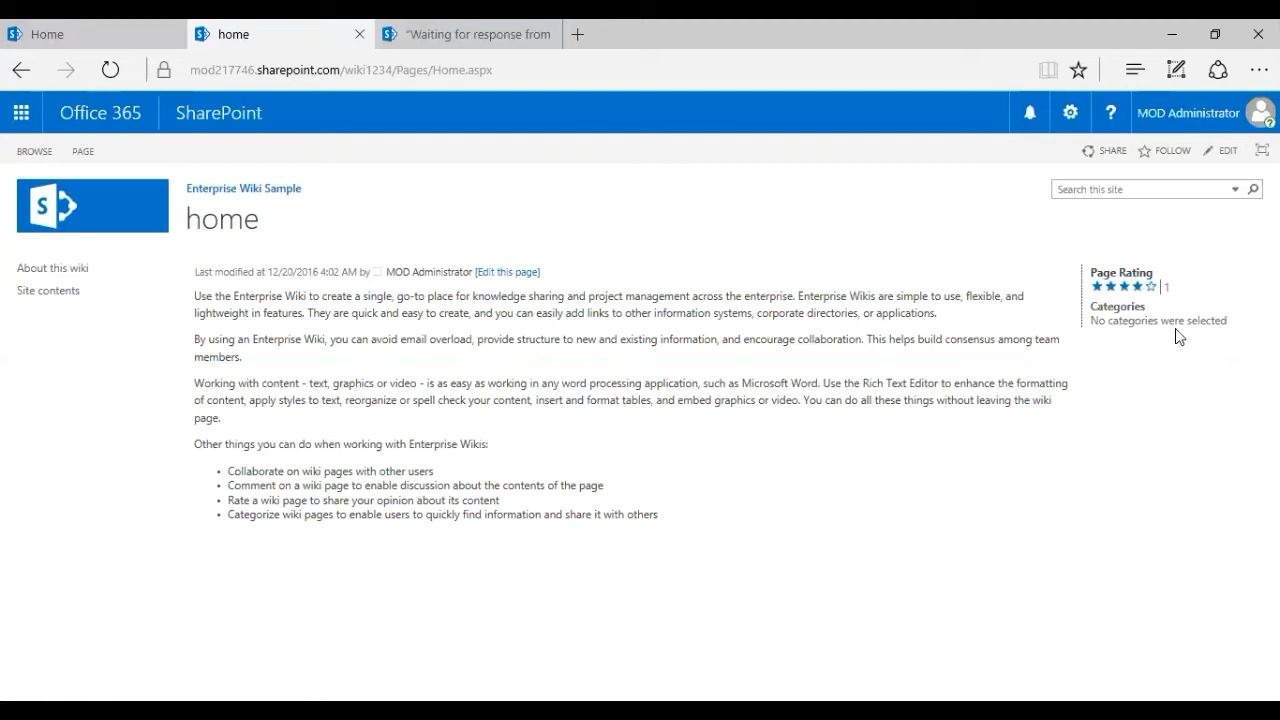 Home
home
"Waiting for response from
mod217746.sharepoint.com/wiki1234/Pages/Home.aspx
Office 365
SharePoint
?
MOD Administrator
BROWSE
PAGE
SHARE
FOLLOW
EDIT
S
Enterprise Wiki Sample
Search this site
home
About this wiki
Site contents
Last modified at 12/20/2016 4:02 AM by MOD Administrator [Edit this page]
Use the Enterprise Wiki to create a single, go-to place for knowledge sharing and project management across the enterprise. Enterprise Wikis are simple to use, flexible, and
lightweight in features. They are quick and easy to create, and you can easily add links to other information systems, corporate directories, or applications.
By using an Enterprise Wiki, you can avoid email overload, provide structure to new and existing information, and encourage collaboration. This helps build consensus among team
members.
Working with content - text, graphics or video - is as easy as working in any word processing application, such as Microsoft Word. Use the Rich Text Editor to enhance the formatting
of content, apply styles to text, reorganize or spell check your content, insert and format tables, and embed graphics or video. You can do all these things without leaving the wiki
page.
Other things you can do when working with Enterprise Wikis:
• Collaborate on wiki pages with other users
• Comment on a wiki page to enable discussion about the contents of the page
• Rate a wiki page to share your opinion about its content
• Categorize wiki pages to enable users to quickly find information and share it with others
Page Rating
1
Categories
No categories were selected